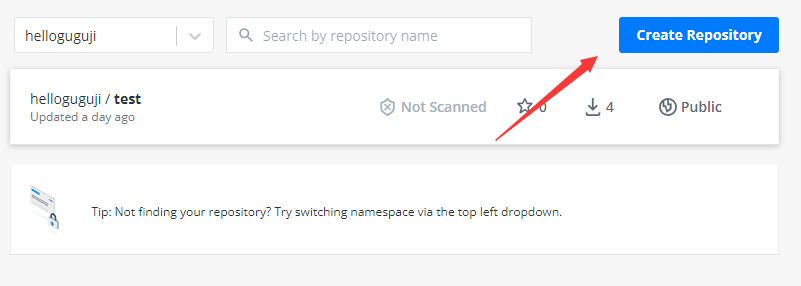 helloguguji
Search by repository name
Create Repository
helloguguji / test
Updated a day ago
Not Scanned
0
4
Public
Tip: Not finding your repository? Try switching namespace via the top left dropdown.